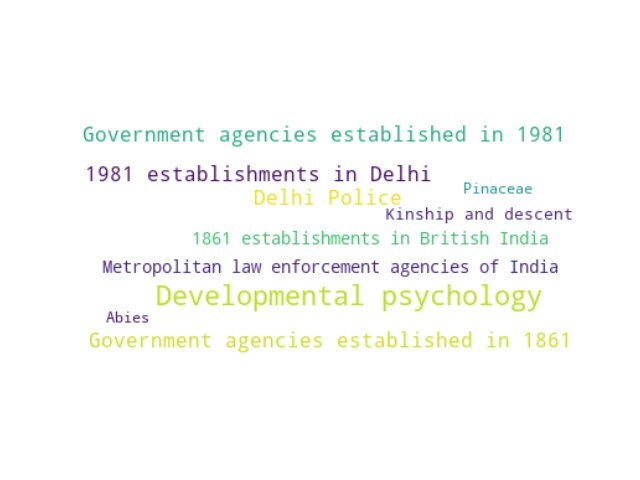 Government agencies established in 1981
1981 establishments in Delhi
Pinaceae
Delhi Police
Kinship and descent
1861 establishments in British India
Metropolitan law enforcement agencies of India
Developmental psychology
Abies
Government agencies established in 1861